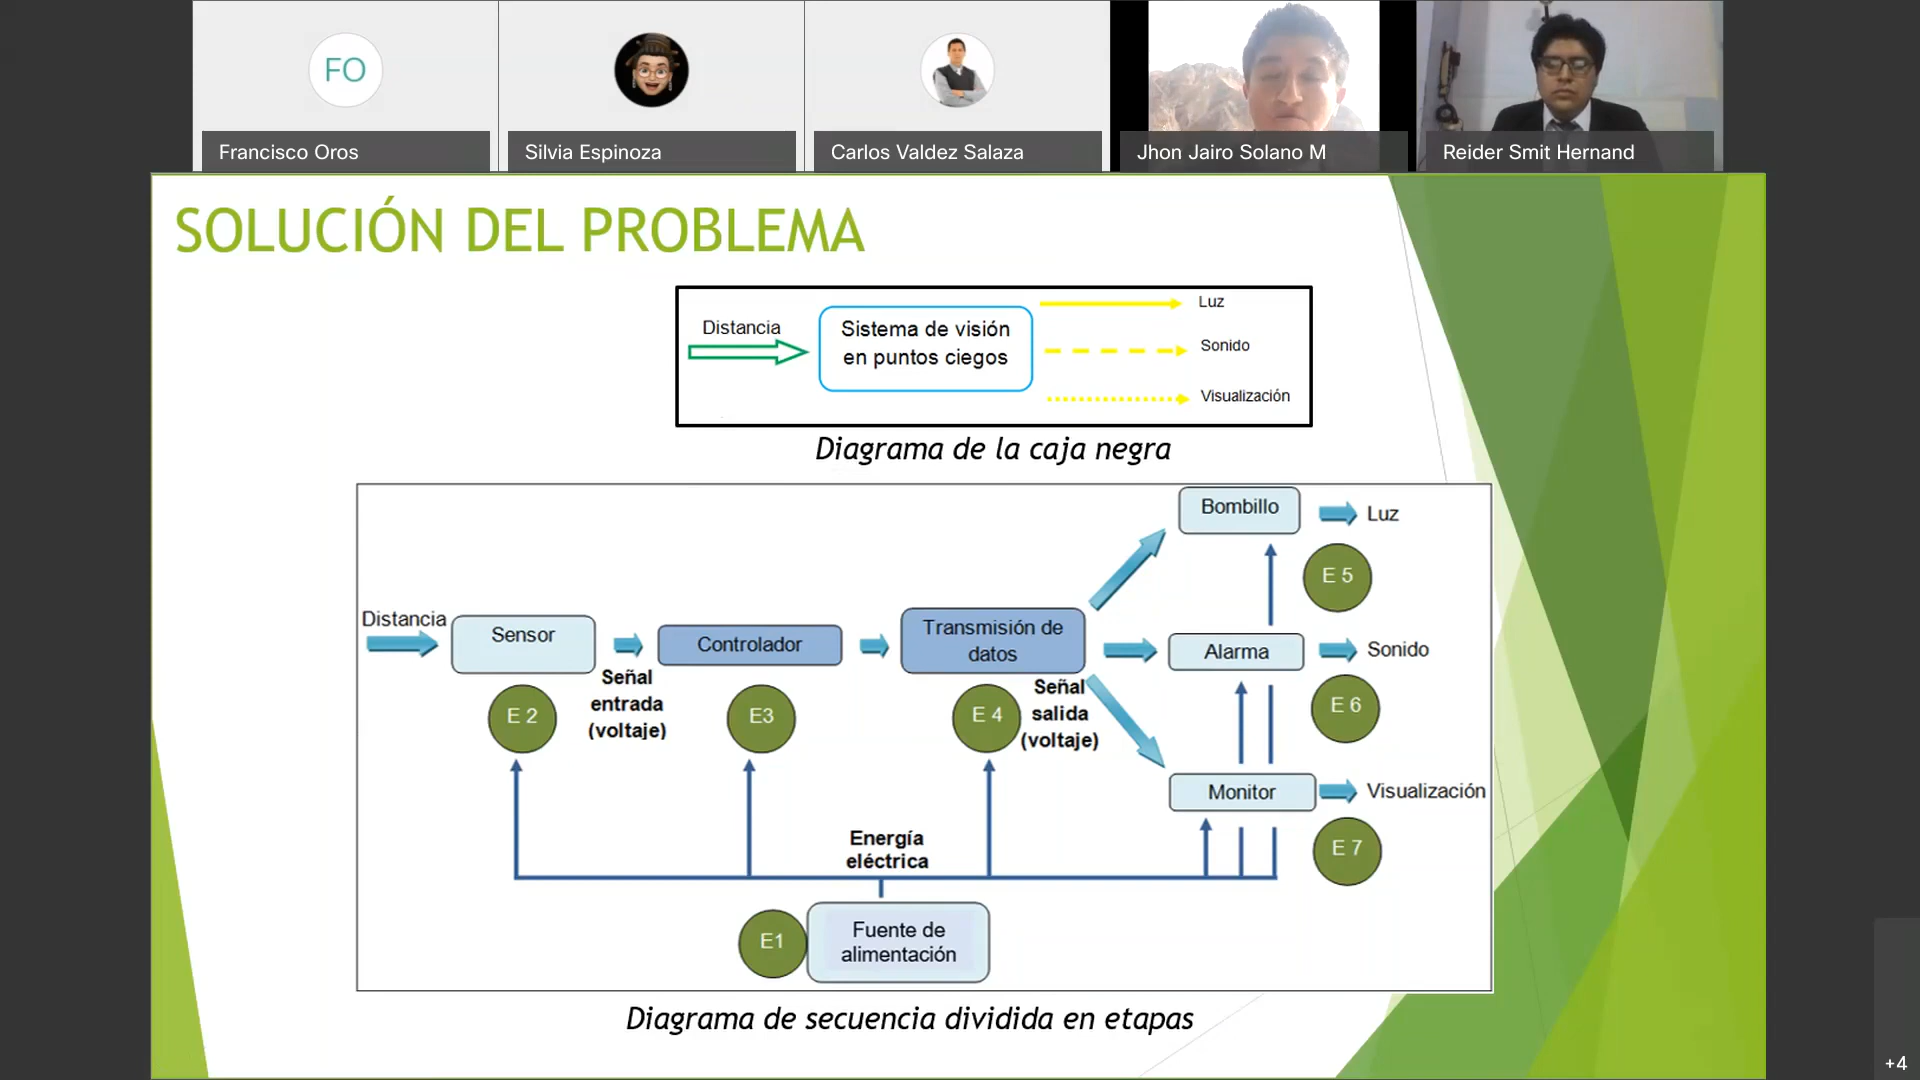 FO
Francisco Oros
Silvia Espinoza
Carlos Valdez Salaza
Jhon Jairo Solano M
Reider Smit Hernand
SOLUCIÓN DEL PROBLEMA
Distancia
Sistema de visión
en puntos ciegos
Luz
Sonido
Visualización
Diagrama de la caja negra
Bombillo
Luz
E 5
Distancia
Sensor
Señal
entrada
(voltaje)
Controlador
Transmisión de
datos
Señal
salida
(voltaje)
Alarma
Sonido
E 2
E3
E 4
E 6
Monitor
Visualización
E 7
Energía
eléctrica
E1
Fuente de
alimentación
Diagrama de secuencia dividida en etapas
+4